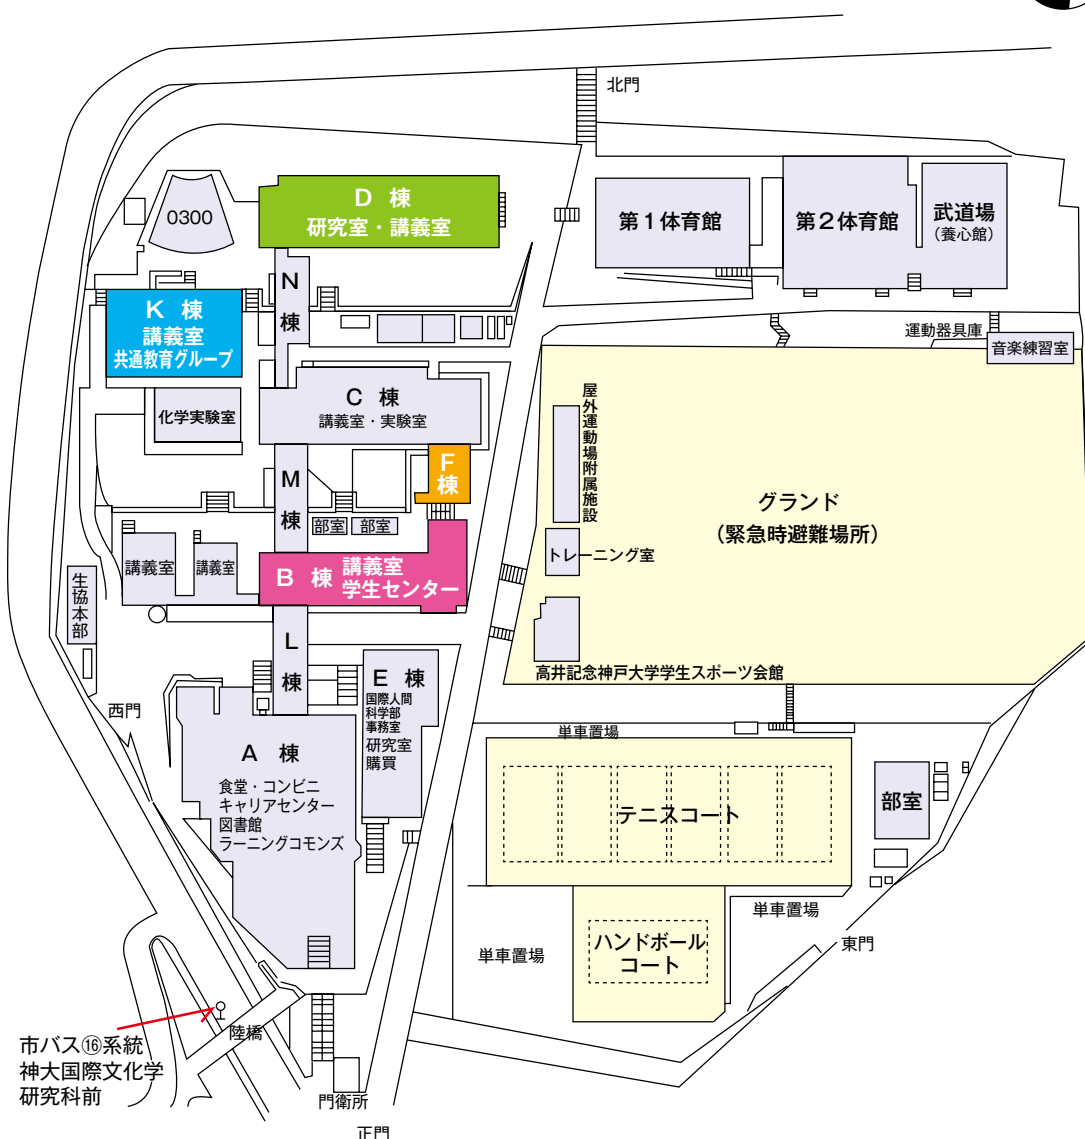 北門
D 棟
研究室・講義室
0300
第1体育館
第2体育館
武道場
(養心館)
N棟
K 棟
講義室
共通教育グループ
運動器具庫
音楽練習室
C 棟
講義室・実験室
化学実験室
屋外運動場附属施設
F棟
M棟
グランド
(緊急時避難場所)
部室
部室
トレーニング室
講義室
講義室
B 棟
講義室
学生センター
生協本部
L棟
高井記念神戸大学学生スポーツ会館
E 棟
国際人間
科学部
事務室
研究室
購買
西門
単車置場
A 棟
食堂・コンビニ
キャリアセンター
図書館
ラーニングコモンズ
テニスコート
部室
単車置場
ハンドボール
コート
単車置場
東門
陸橋
市バス⑯系統
神大国際文化学
研究科前
門衛所
正門